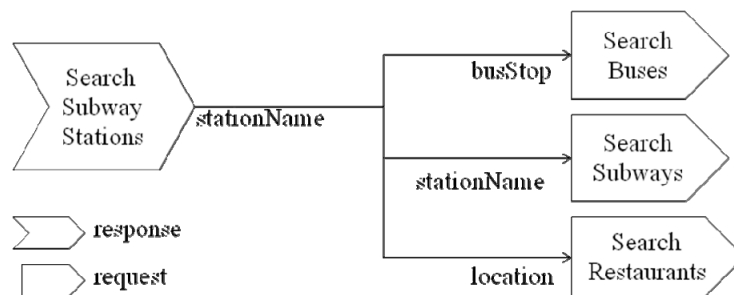 Search
Subway
Stations
stationName
busStop
Search
Buses
stationName
Search
Subways
location
Search
Restaurants
response
request